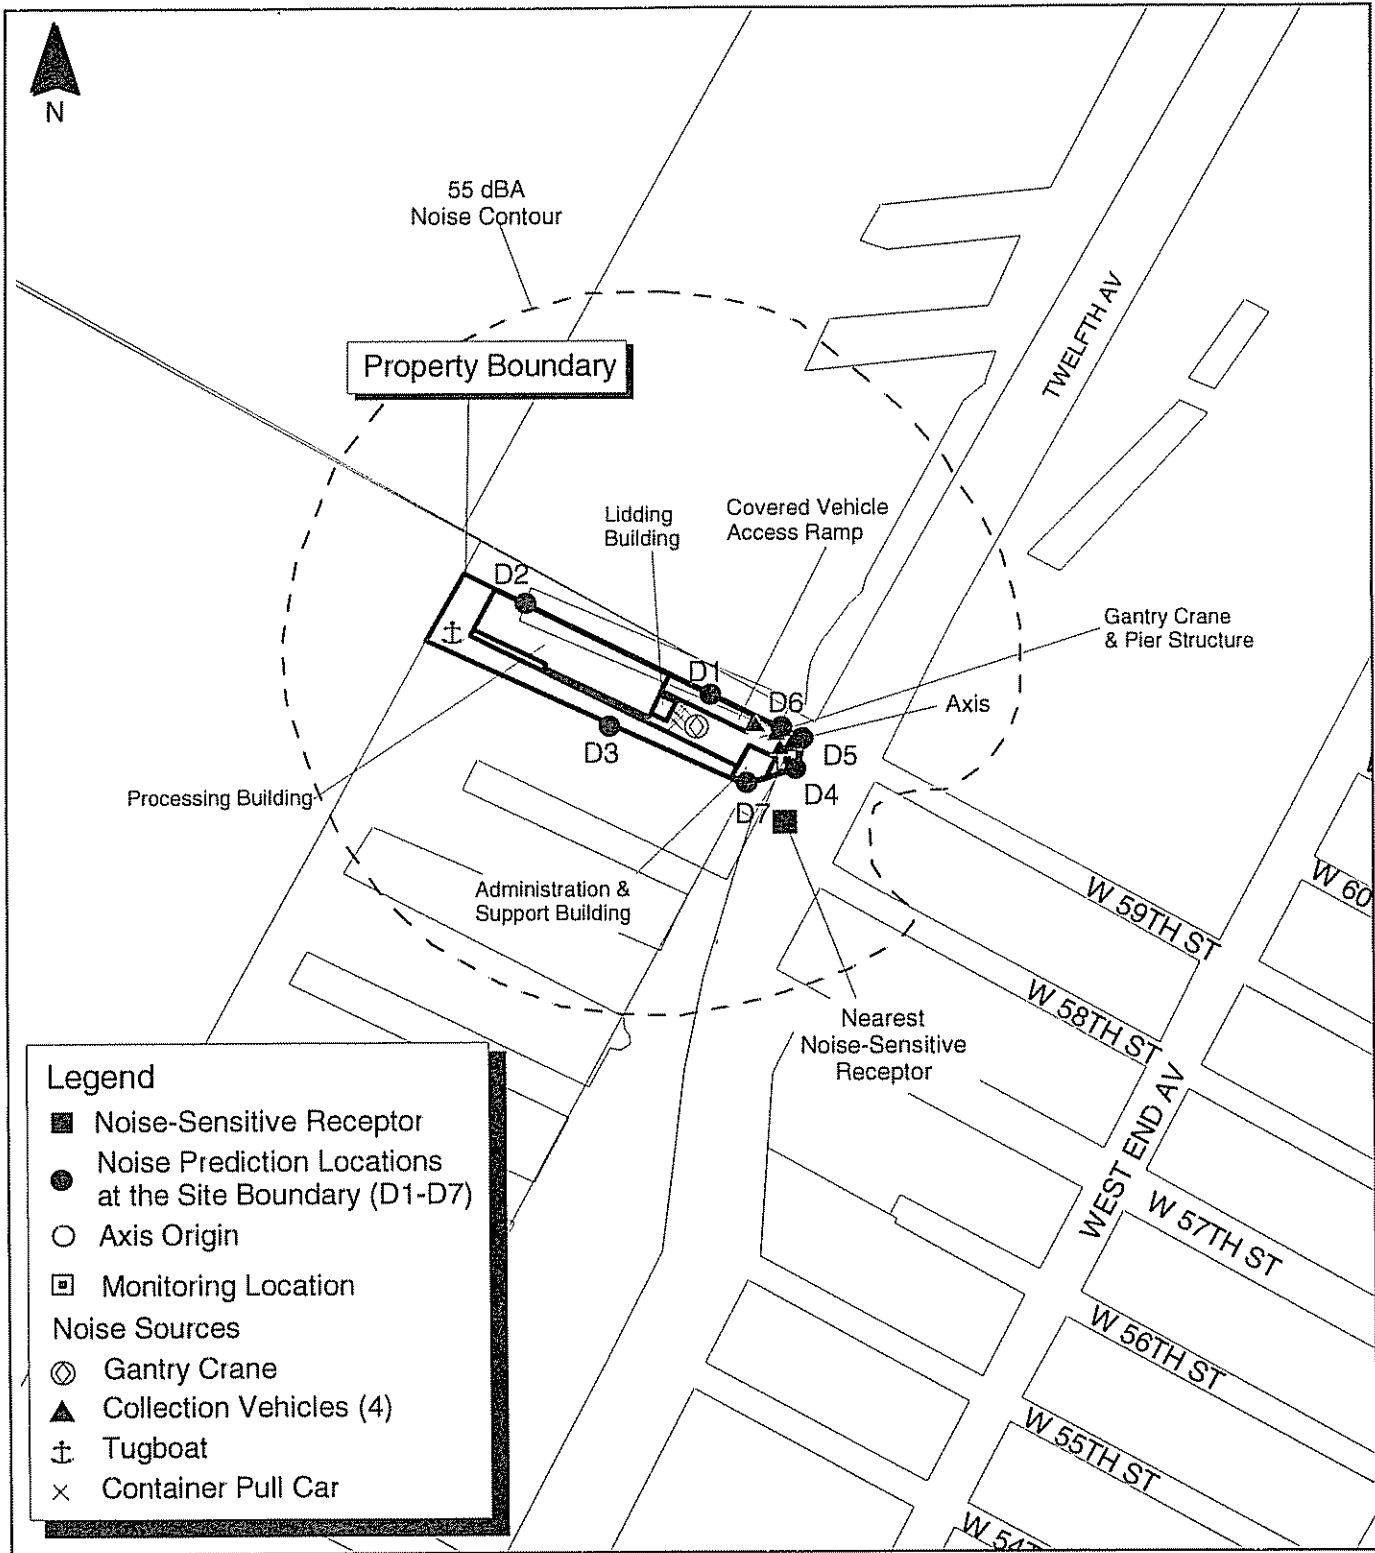 N
55 dBA
Noise Contour
TWELFTH AV
Property Boundary
Lidding
Building
Covered Vehicle
Access Ramp
D2
Gantry Crane
& Pier Structure
D1
D6
Axis
D3
D5
D4
Processing Building
D7
Administration &
Support Building
W 59TH ST
W 60
W 58TH ST
Nearest
Noise-Sensitive
Receptor
WEST END AV
W 57TH ST
W 56TH ST
W 55TH ST
W 54T
Legend
Noise-Sensitive Receptor
Noise Prediction Locations
at the Site Boundary (D1-D7)
Axis Origin
Monitoring Location
Noise Sources
Gantry Crane
Collection Vehicles (4)
Tugboat
Container Pull Car